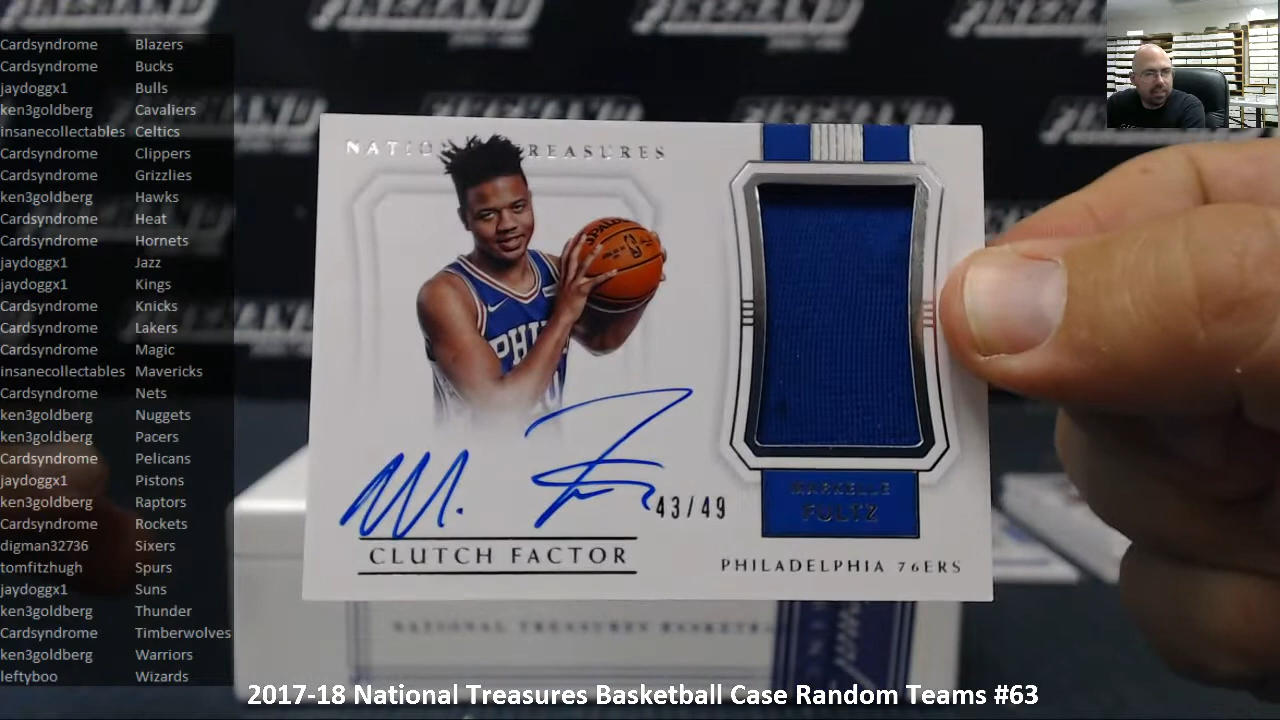 Cardsyndrome Blazers
Cardsyndrome Bucks
jaydoggx1 Bulls
ken3goldberg Cavaliers
insanecollectables Celtics
Cardsyndrome Clippers
Cardsyndrome Grizzlies
ken3goldberg Hawks
Cardsyndrome Heat
Cardsyndrome Hornets
jaydoggx1 Jazz
jaydoggx1 Kings
Cardsyndrome Knicks
Cardsyndrome Lakers
Cardsyndrome Magic
insanecollectables Mavericks
Cardsyndrome Nets
ken3goldberg Nuggets
ken3goldberg Pacers
Cardsyndrome Pelicans
jaydoggx1 Pistons
ken3goldberg Raptors
Cardsyndrome Rockets
digman32736 Sixers
tomfitzhugh Spurs
jaydoggx1 Suns
ken3goldberg Thunder
Cardsyndrome Timberwolves
ken3goldberg Warriors
leftyboo Wizards
SPALDING
PHIL
43/49
CLUTCH FACTOR
MARKELLE
FULTZ
PHILADELPHIA 76ERS
NATIONAL TREASURES
2017-18 National Treasures Basketball Case Random Teams #63